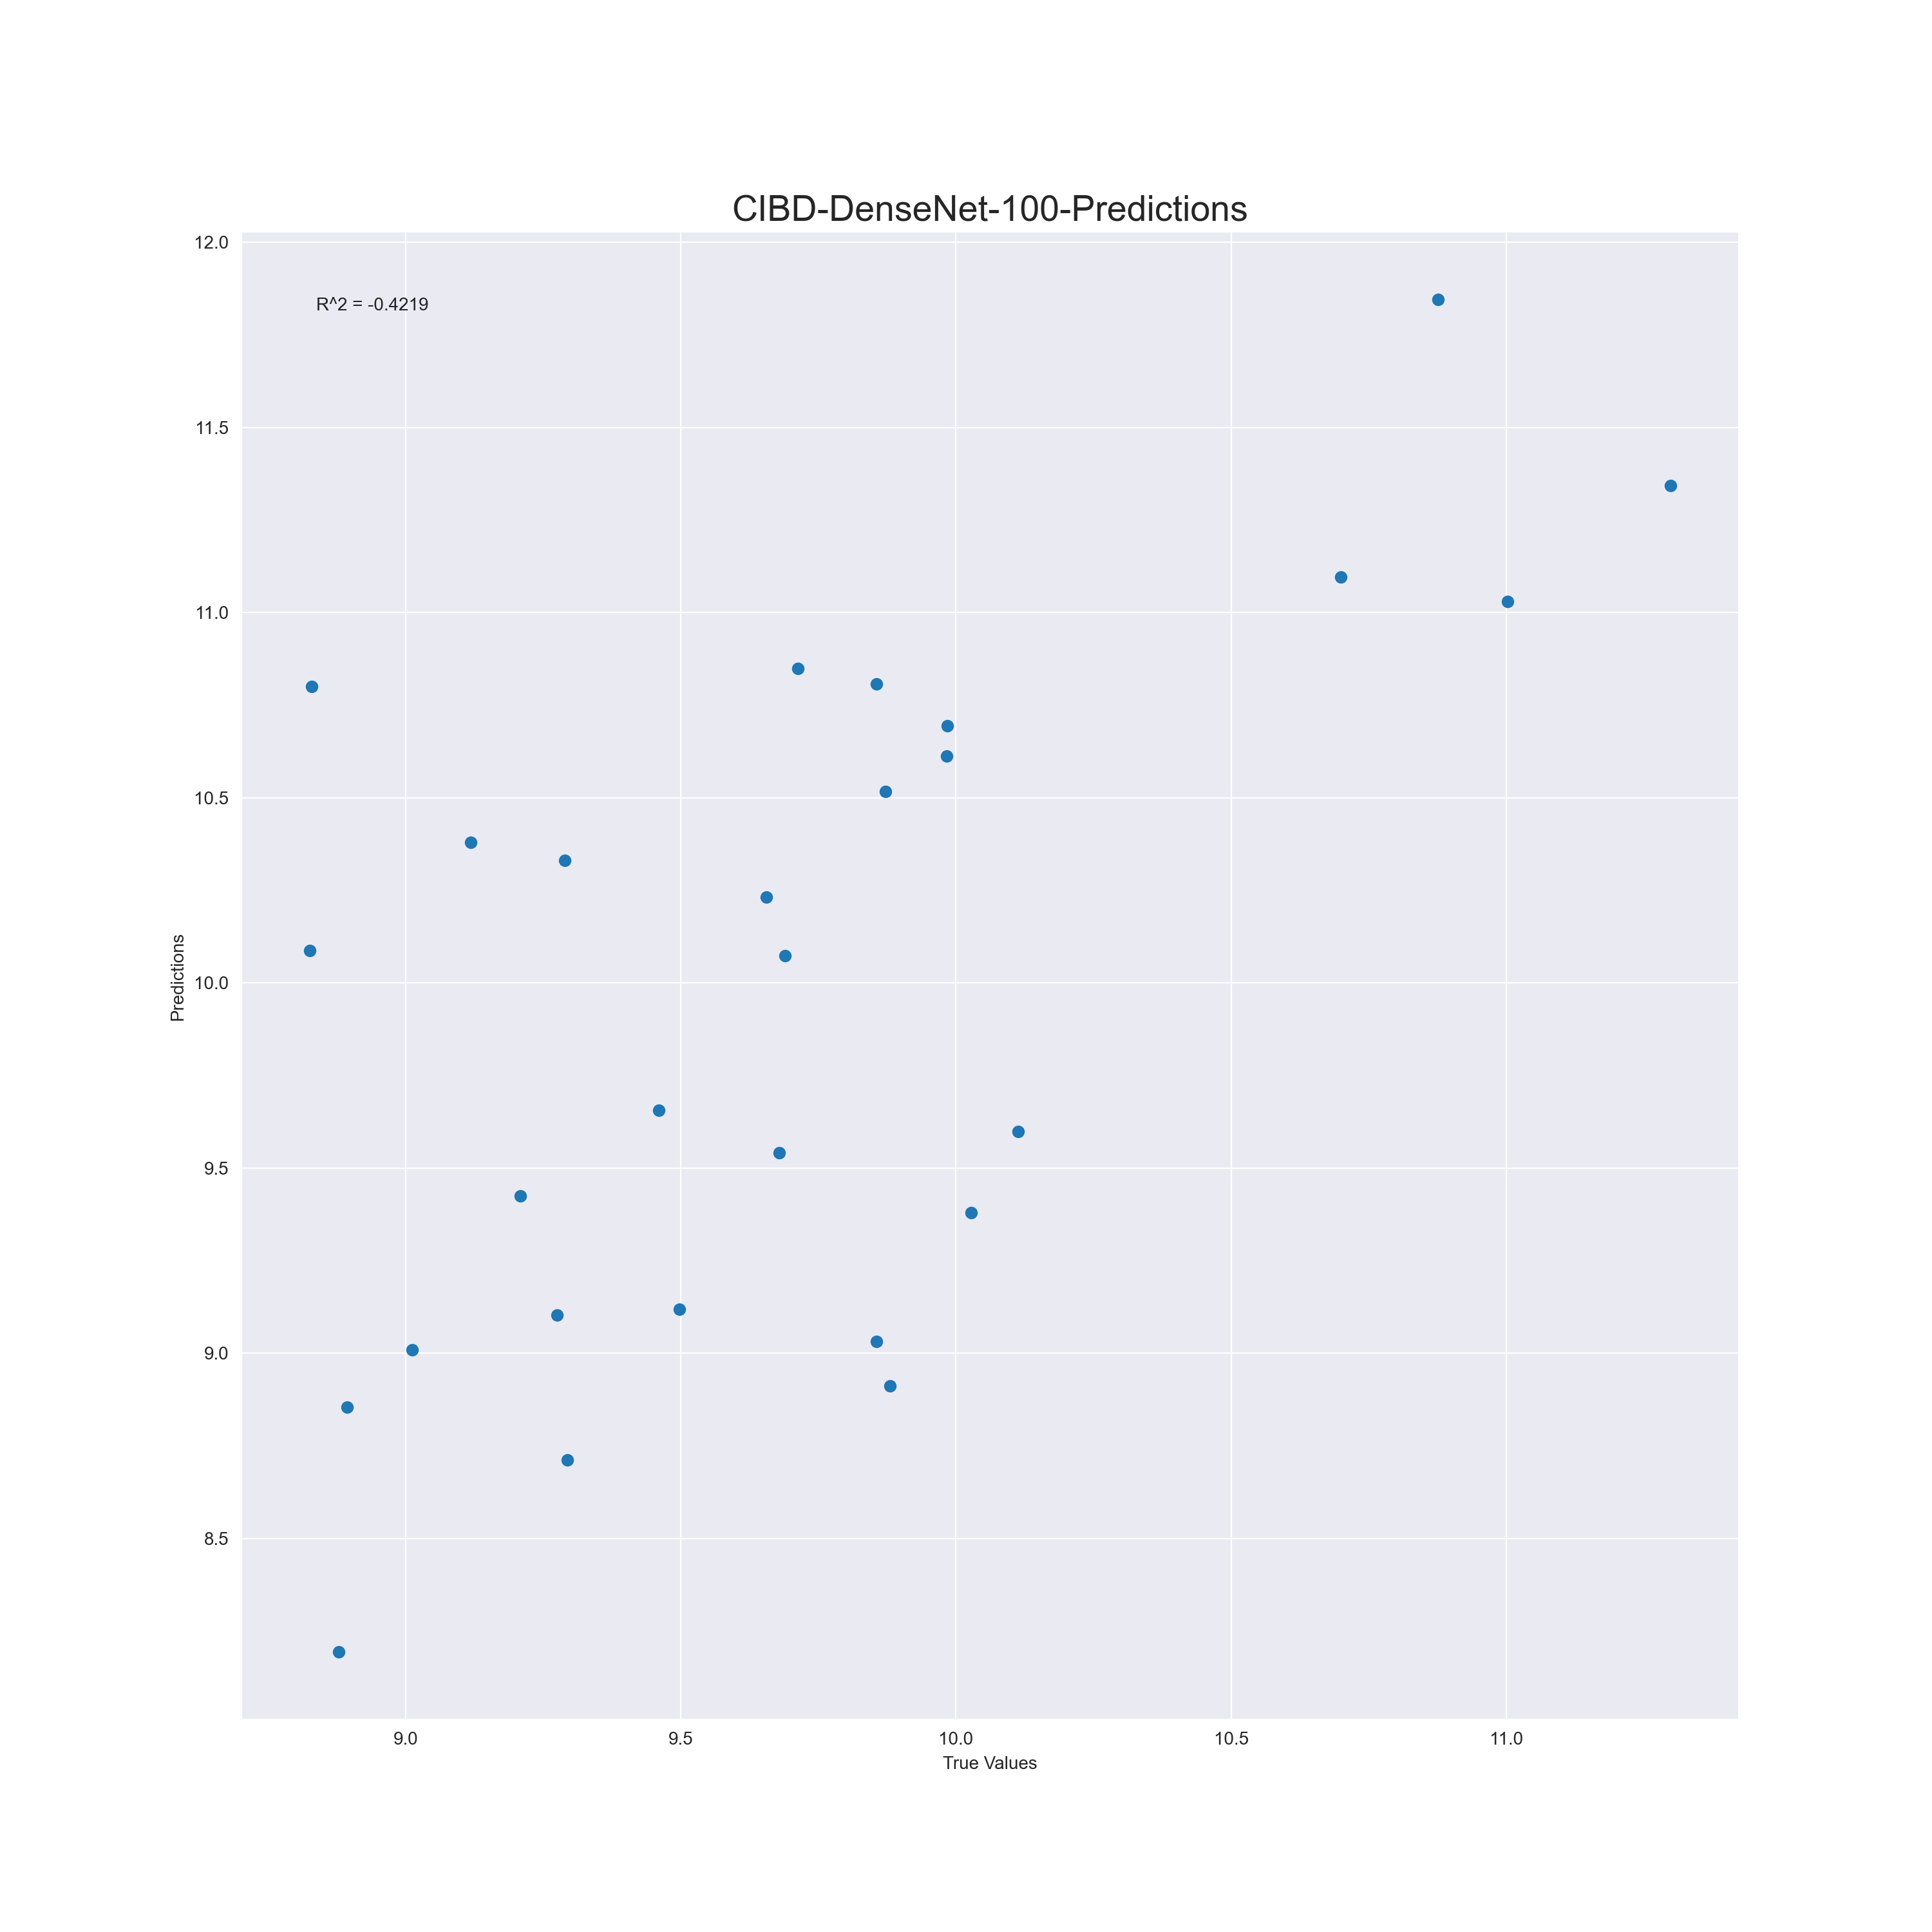 CIBD-DenseNet-100-Predictions
R^2 = -0.4219
12.0
11.5
11.0
10.5
10.0
9.5
9.0
8.5
Predictions
9.0 9.5 10.0 10.5 11.0
True Values